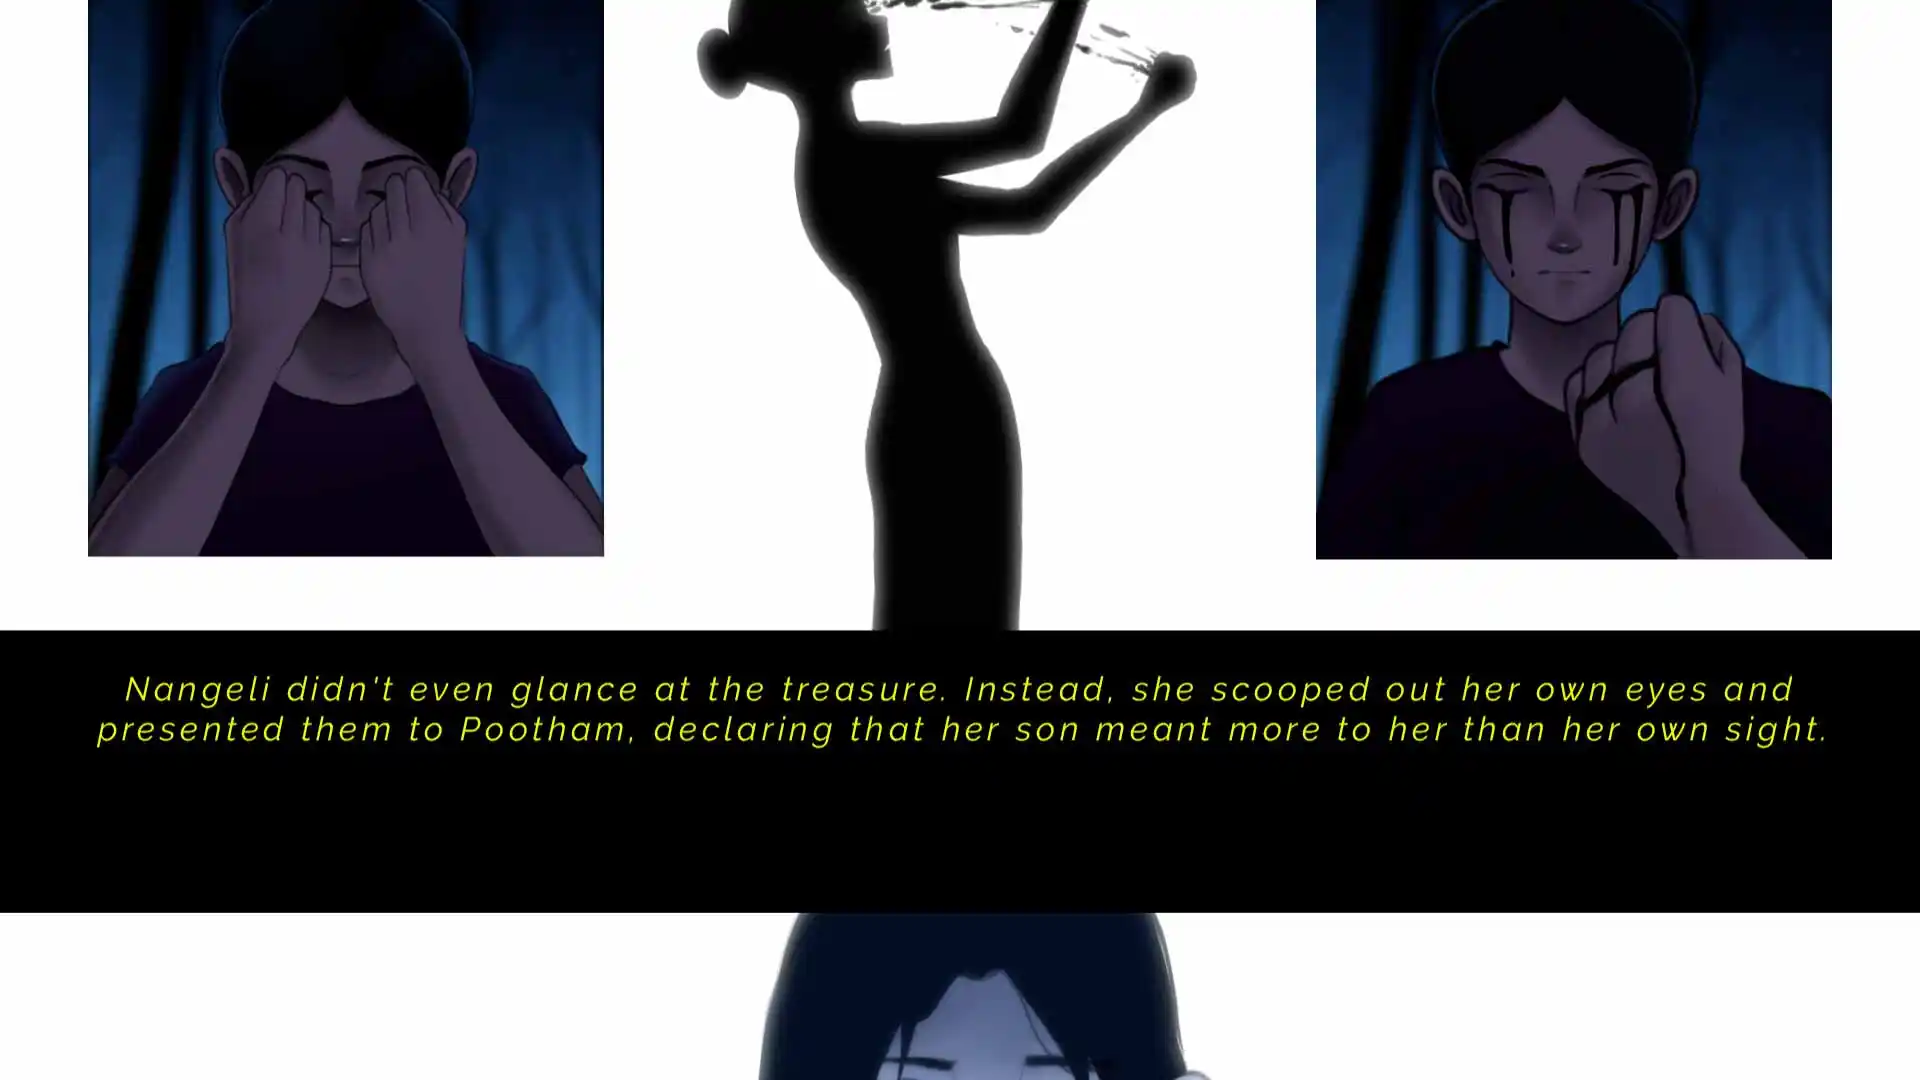 Nangeli didn't even glance at the treasure. Instead, she scooped out her own eyes and
presented them to Pootham, declaring that her son meant more to her than her own sight.